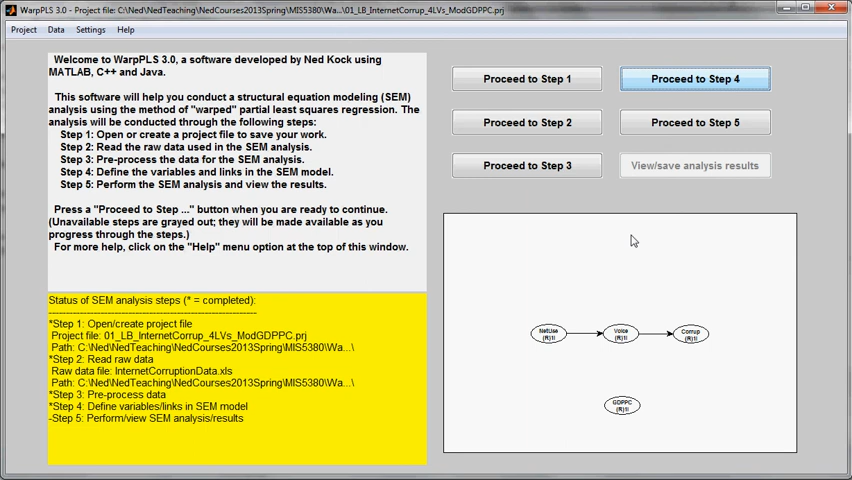 WarpPLS 3.0 - Project file: C:\Ned\NedTeaching\NedCourses2013Spring\MIS5380\Wa...\01_LB_InternetCorrup_4LVs_ModGDPPC.prj
Project Data Settings Help
Welcome to WarpPLS 3.0, a software developed by Ned Kock using
MATLAB, C++ and Java.
This software will help you conduct a structural equation modeling (SEM)
analysis using the method of "warped" partial least squares regression. The
analysis will be conducted through the following steps:
Step 1: Open or create a project file to save your work.
Step 2: Read the raw data used in the SEM analysis.
Step 3: Pre-process the data for the SEM analysis.
Step 4: Define the variables and links in the SEM model.
Step 5: Perform the SEM analysis and view the results.
Press a "Proceed to Step ..." button when you are ready to continue.
(Unavailable steps are grayed out; they will be made available as you
progress through the steps.)
For more help, click on the "Help" menu option at the top of this window.
Status of SEM analysis steps (* = completed):
*Step 1: Open/create project file
Project file: 01_LB_InternetCorrup_4LVs_ModGDPPC.prj
Path: C:\Ned\NedTeaching\NedCourses2013Spring\MIS5380\Wa...\
*Step 2: Read raw data
Raw data file: InternetCorruptionData.xls
Path: C:\Ned\NedTeaching\NedCourses2013Spring\MIS5380\Wa...\
*Step 3: Pre-process data
*Step 4: Define variables/links in SEM model
-Step 5: Perform/view SEM analysis/results
Proceed to Step 1
Proceed to Step 4
Proceed to Step 2
Proceed to Step 5
Proceed to Step 3
View/save analysis results
NetUse
(R)1i
Voice
(R)1i
Corrup
(R)1i
GDPPC
(R)1i